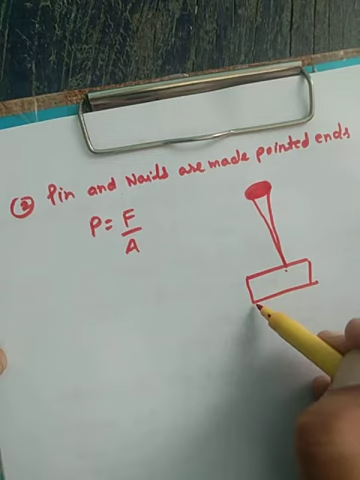 ② Pin and Nails are made pointed ends
P = F/A